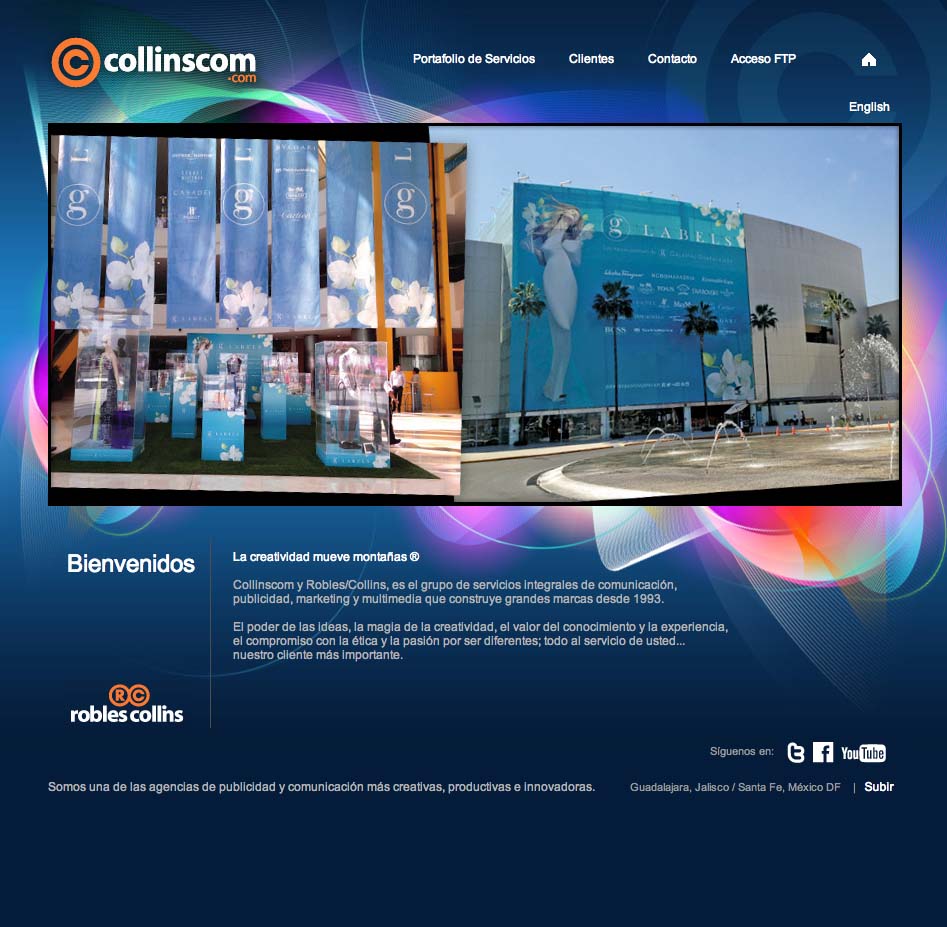 collinscom
.com
Portafolio de Servicios
Clientes
Contacto
Acceso FTP
English
g
g
g
BVLGARI
CASADEI
Cartier
g LABELS
BOSS
Bienvenidos
La creatividad mueve montañas ®
Collinscom y Robles/Collins, es el grupo de servicios integrales de comunicación,
publicidad, marketing y multimedia que construye grandes marcas desde 1993.
El poder de las ideas, la magia de la creatividad, el valor del conocimiento y la experiencia,
el compromiso con la ética y la pasión por ser diferentes; todo al servicio de usted...
nuestro cliente más importante.
RC
robles collins
Síguenos en:
YouTube
Somos una de las agencias de publicidad y comunicación más creativas, productivas e innovadoras.
Guadalajara, Jalisco / Santa Fe, México DF | Subir